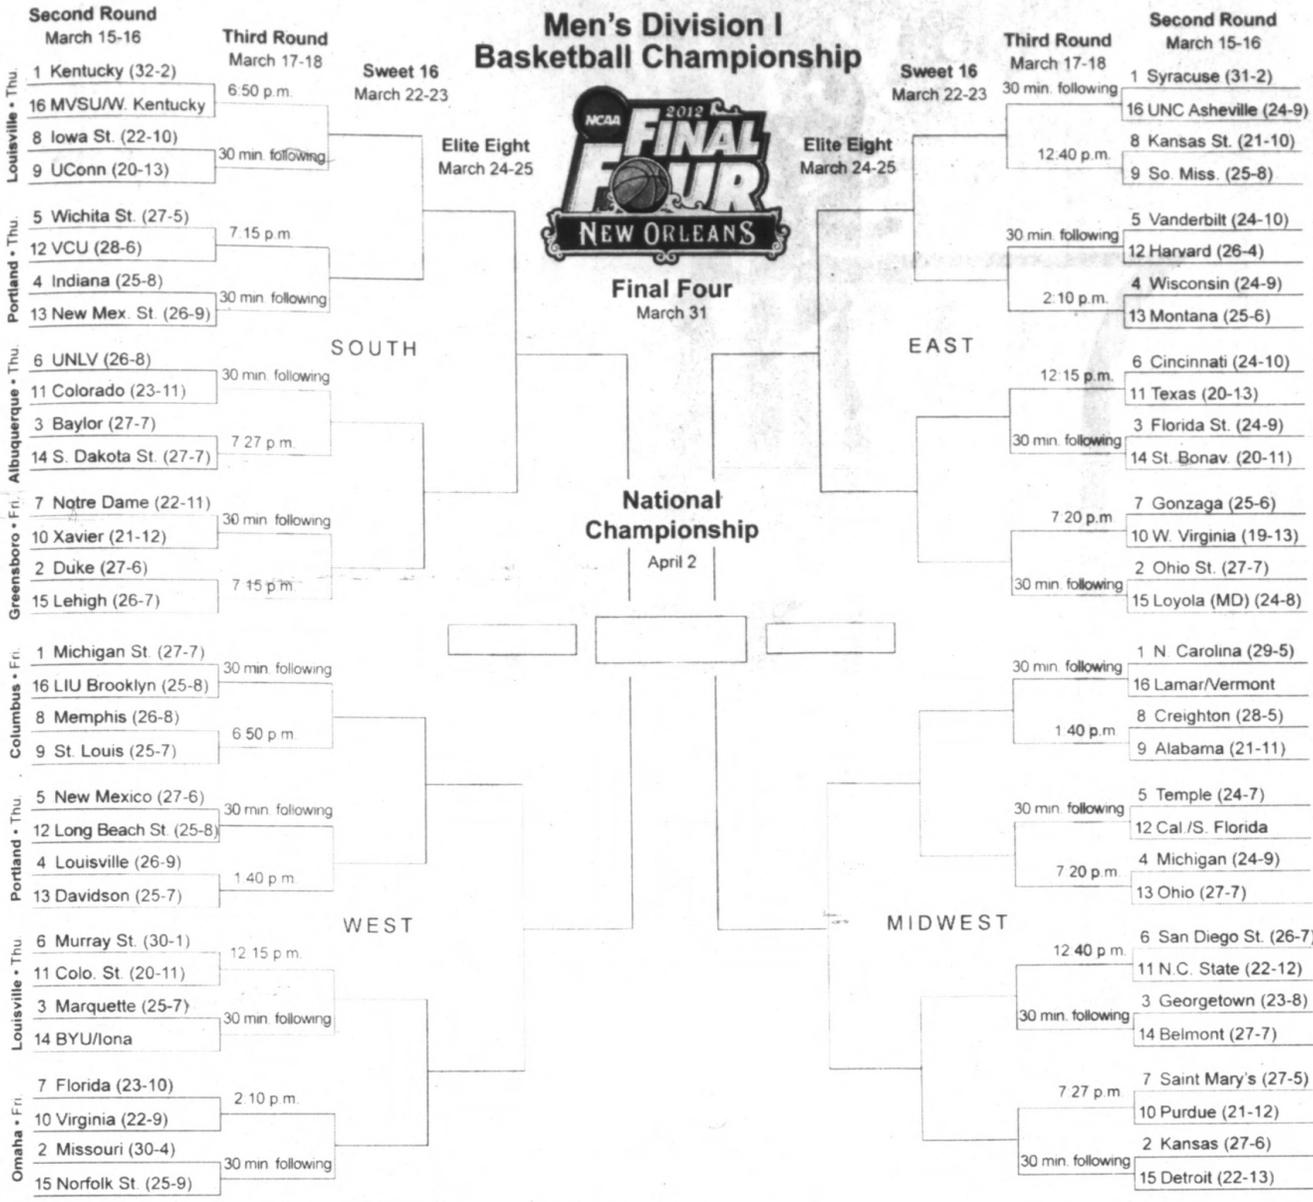 Men's Division I
Basketball Championship
NCAA
2012
FINAL
FOUR
NEW ORLEANS
Final Four
March 31
National
Championship
April 2
Second Round
March 15-16
Third Round
March 17-18
Sweet 16
March 22-23
Elite Eight
March 24-25
SOUTH
Louisville • Thu.
1 Kentucky (32-2)
6:50 p.m.
16 MVSU/W. Kentucky
8 Iowa St. (22-10)
30 min. following
9 UConn (20-13)
Portland • Thu.
5 Wichita St. (27-5)
7:15 p.m.
12 VCU (28-6)
4 Indiana (25-8)
30 min. following
13 New Mex. St. (26-9)
Albuquerque • Thu.
6 UNLV (26-8)
30 min. following
11 Colorado (23-11)
3 Baylor (27-7)
7 27 p.m.
14 S. Dakota St. (27-7)
Greensboro • Fri.
7 Notre Dame (22-11)
30 min. following
10 Xavier (21-12)
2 Duke (27-6)
7 15 p.m.
15 Lehigh (26-7)
WEST
Columbus • Fri.
1 Michigan St. (27-7)
30 min. following
16 LIU Brooklyn (25-8)
8 Memphis (26-8)
6 50 p.m.
9 St. Louis (25-7)
Portland • Thu.
5 New Mexico (27-6)
30 min. following
12 Long Beach St. (25-8)
4 Louisville (26-9)
1:40 p.m.
13 Davidson (25-7)
Louisville • Thu
6 Murray St. (30-1)
12:15 p.m.
11 Colo. St. (20-11)
3 Marquette (25-7)
30 min. following
14 BYU/Iona
Omaha • Fri.
7 Florida (23-10)
2:10 p.m.
10 Virginia (22-9)
2 Missouri (30-4)
30 min. following
15 Norfolk St. (25-9)
Second Round
March 15-16
Third Round
March 17-18
Sweet 16
March 22-23
Elite Eight
March 24-25
EAST
1 Syracuse (31-2)
30 min. following
16 UNC Asheville (24-9)
8 Kansas St. (21-10)
12:40 p.m.
9 So. Miss. (25-8)
5 Vanderbilt (24-10)
30 min. following
12 Harvard (26-4)
4 Wisconsin (24-9)
2:10 p.m.
13 Montana (25-6)
6 Cincinnati (24-10)
12:15 p.m.
11 Texas (20-13)
3 Florida St. (24-9)
30 min. following
14 St. Bonav. (20-11)
7 Gonzaga (25-6)
7:20 p.m.
10 W. Virginia (19-13)
2 Ohio St. (27-7)
30 min. following
15 Loyola (MD) (24-8)
MIDWEST
1 N. Carolina (29-5)
30 min. following
16 Lamar/Vermont
8 Creighton (28-5)
1 40 p.m.
9 Alabama (21-11)
5 Temple (24-7)
30 min. following
12 Cal./S. Florida
4 Michigan (24-9)
7 20 p.m.
13 Ohio (27-7)
6 San Diego St. (26-7)
12 40 p.m.
11 N.C. State (22-12)
3 Georgetown (23-8)
30 min. following
14 Belmont (27-7)
7 Saint Mary's (27-5)
7:27 p.m.
10 Purdue (21-12)
2 Kansas (27-6)
30 min. following
15 Detroit (22-13)